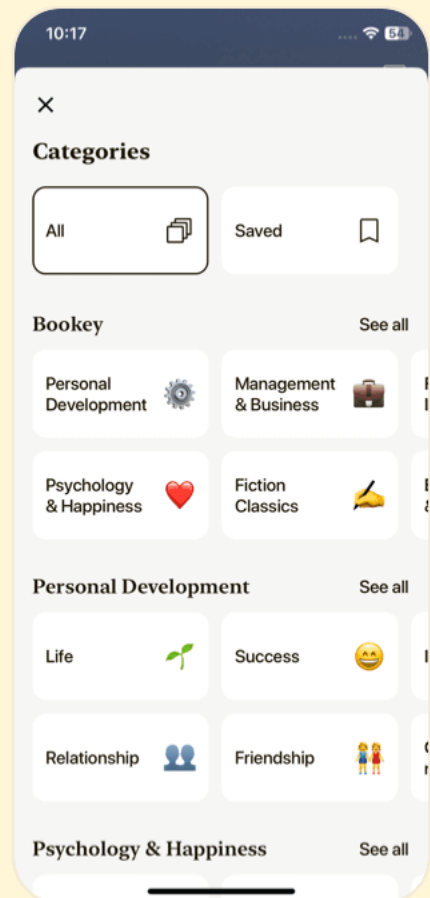 10:17
54
Categories
All
Saved
Bookey
See all
Personal
Development
Management
& Business
Psychology
& Happiness
Fiction
Classics
Personal Development
See all
Life
Success
Relationship
Friendship
Psychology & Happiness
See all